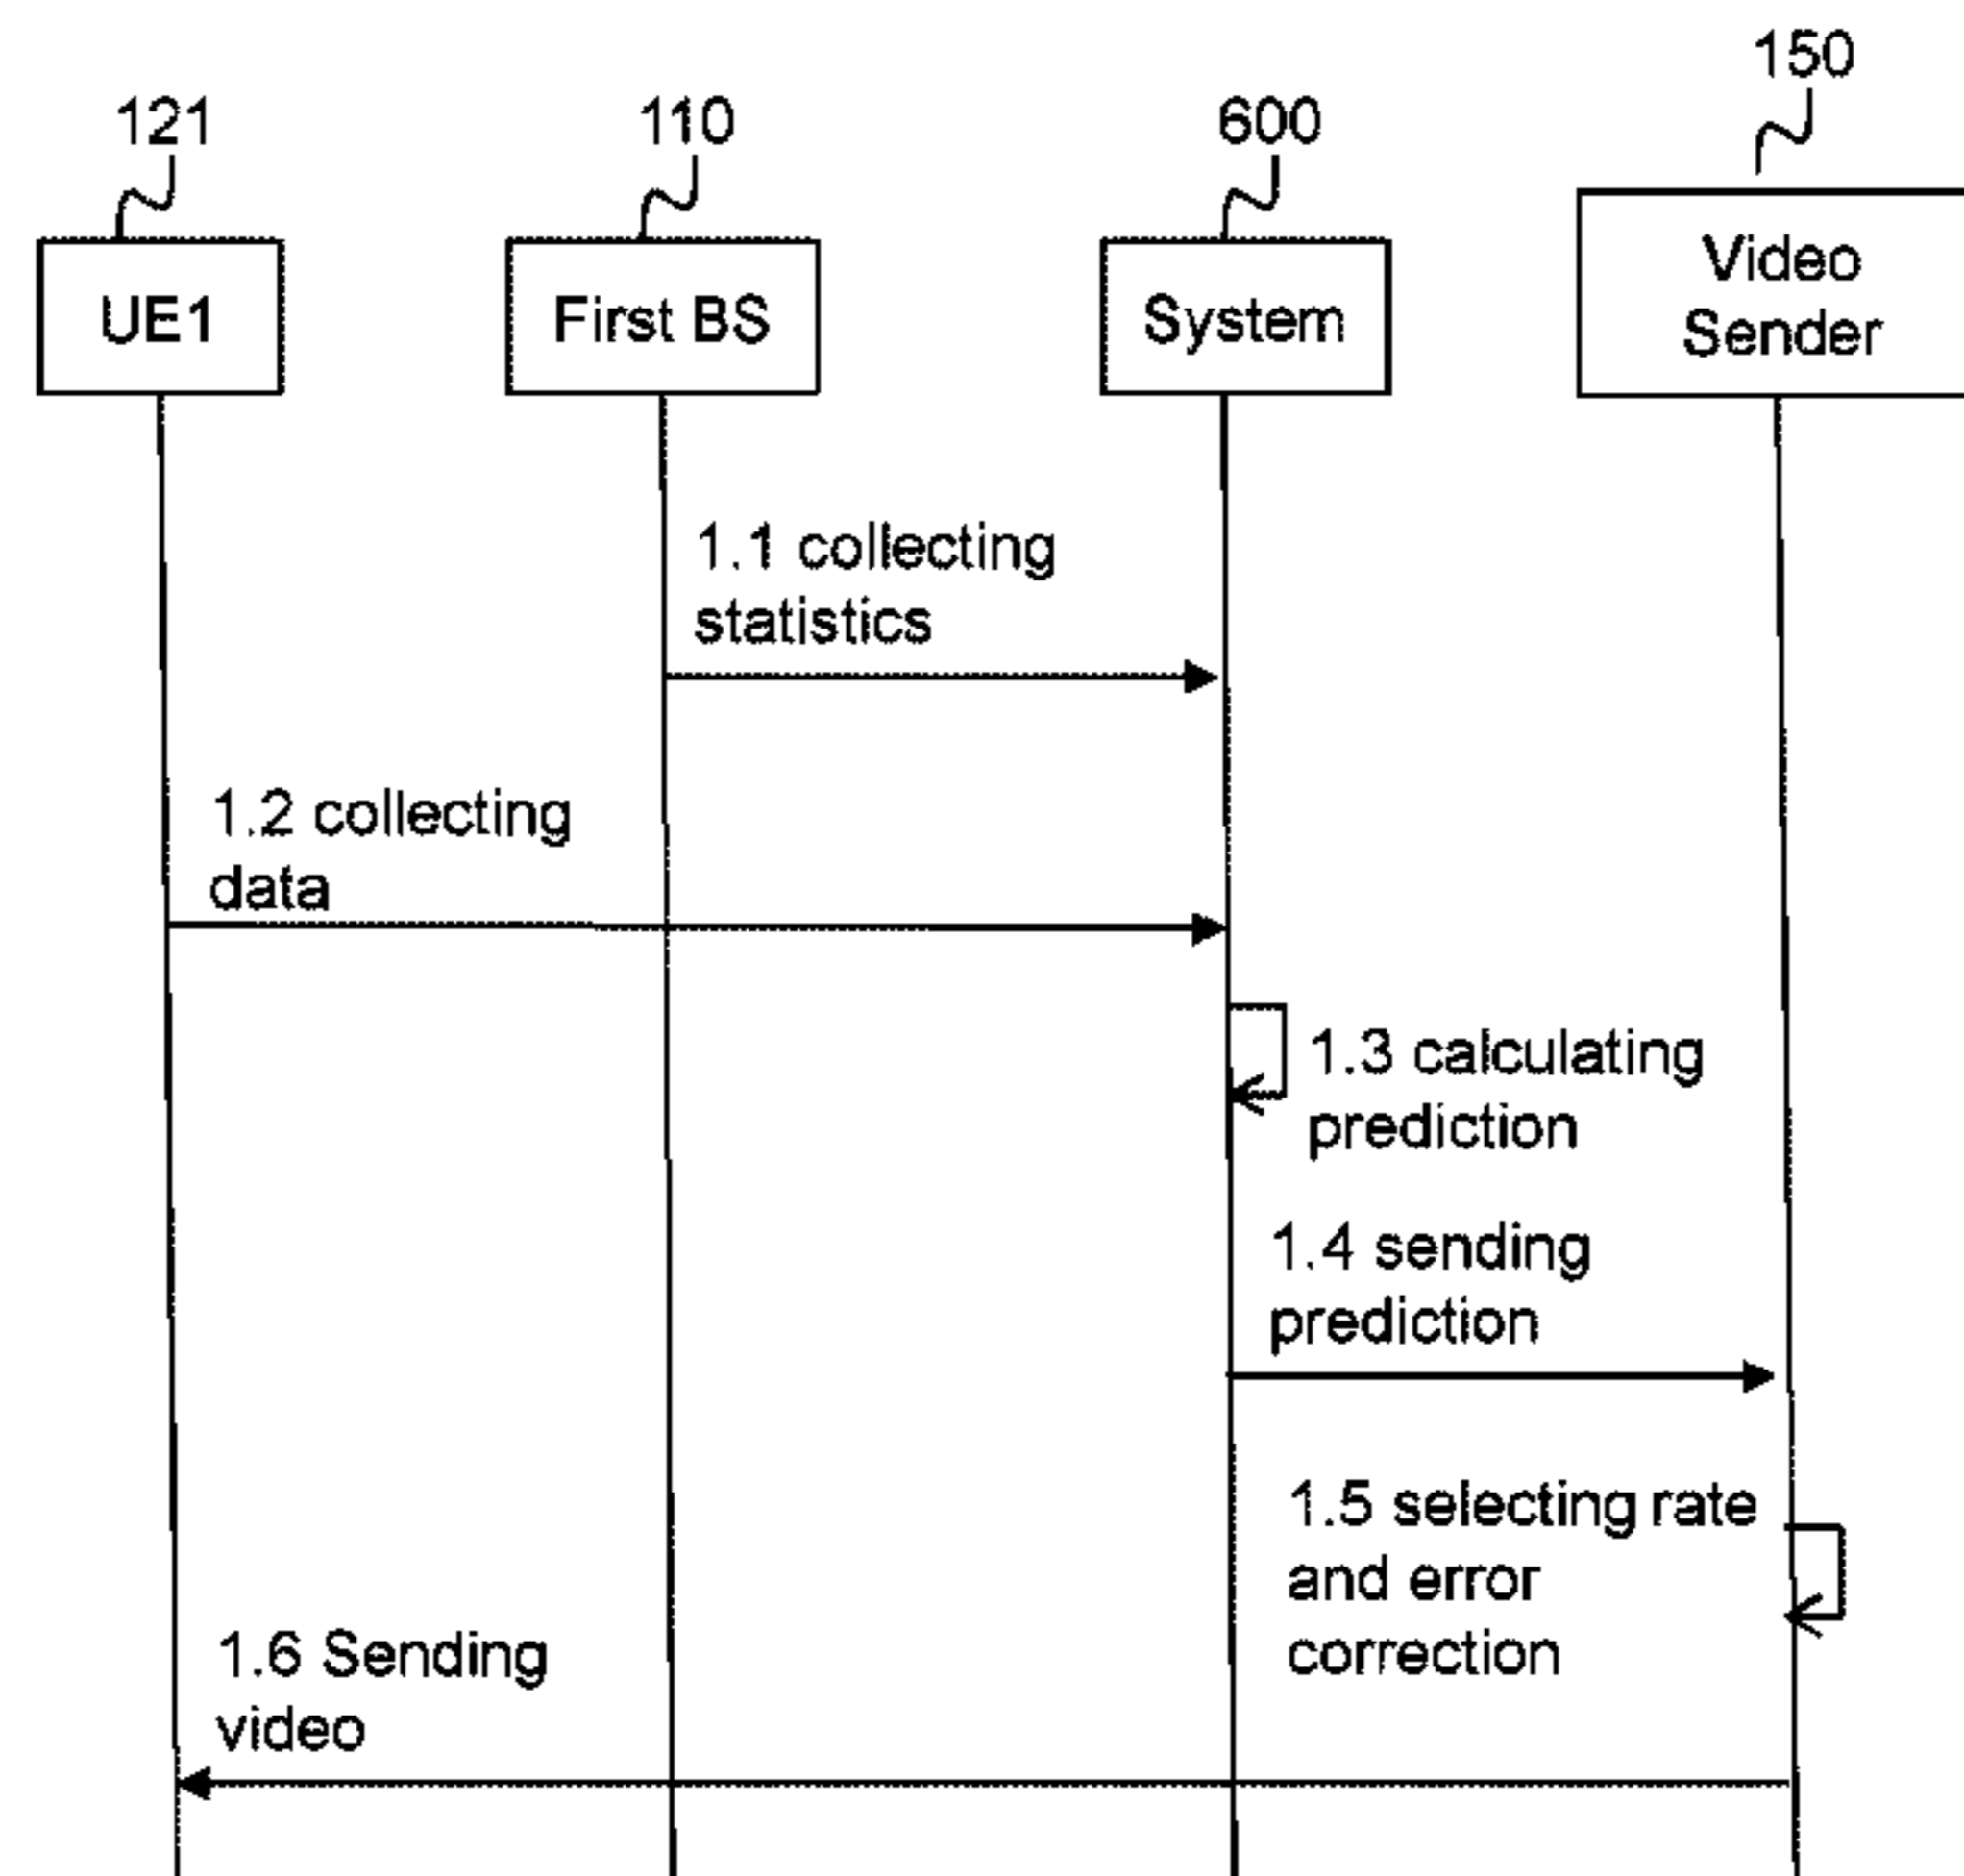 150
121
110
600
UE1
First BS
System
Video
Sender
1.1 collecting
statistics
1.2 collecting
data
1.3 calculating
prediction
1.4 sending
prediction
1.5 selecting rate
and error
correction
1.6 Sending
video